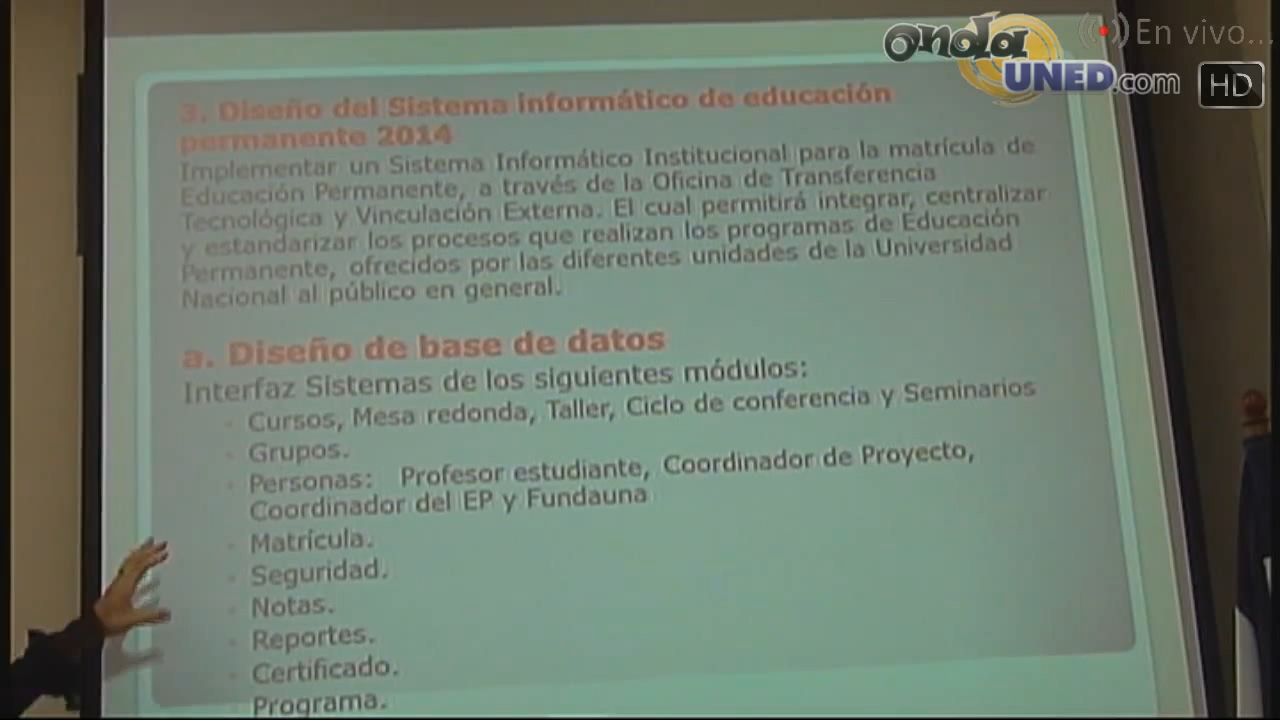 onda
UNED.com
En vivo...
HD
3. Diseño del Sistema informático de educación
permanente 2014
Implementar un Sistema Informático Institucional para la matrícula de
Educación Permanente, a través de la Oficina de Transferencia
Tecnológica y Vinculación Externa. El cual permitirá integrar, centralizar
y estandarizar los procesos que realizan los programas de Educación
Permanente, ofrecidos por las diferentes unidades de la Universidad
Nacional al público en general.
a. Diseño de base de datos
Interfaz Sistemas de los siguientes módulos:
- Cursos, Mesa redonda, Taller, Ciclo de conferencia y Seminarios
- Grupos.
- Personas: Profesor estudiante, Coordinador de Proyecto,
Coordinador del EP y Fundauna
- Matrícula.
- Seguridad.
- Notas.
- Reportes.
- Certificado.
- Programa.